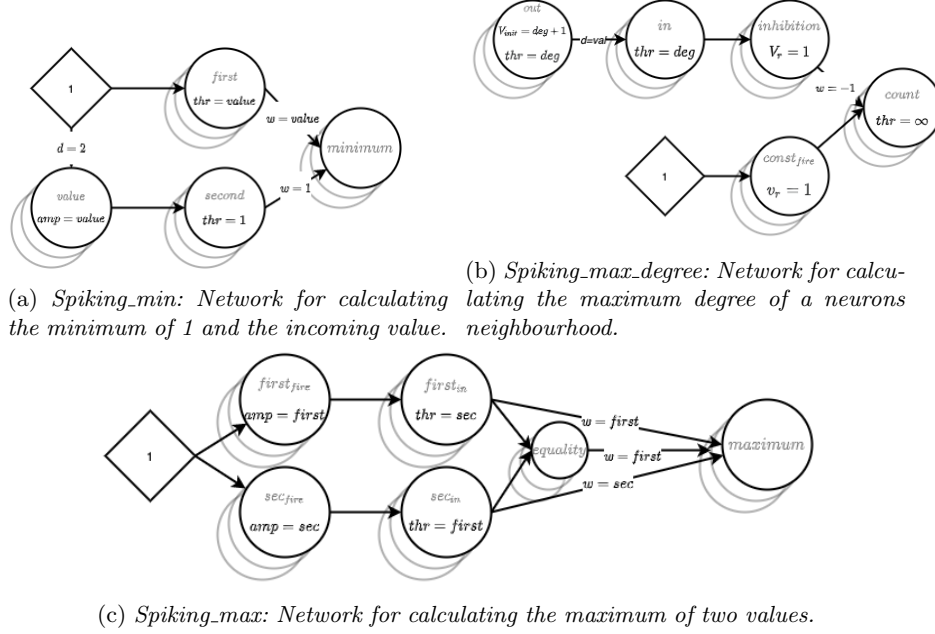 1
first
thr = value
w = value
minimum
d = 2
value
amp = value
second
thr = 1
w = 1
(a) Spiking_min: Network for calculating
the minimum of 1 and the incoming value.
out
V_init = deg + 1
thr = deg
d=val
in
thr = deg
inhibition
V_r = 1
w = −1
count
thr = ∞
1
const_fire
v_r = 1
(b) Spiking_max_degree: Network for calcu-
lating the maximum degree of a neurons
neighbourhood.
1
first_fire
amp = first
first_in
thr = sec
w = first
equality
w = first
maximum
w = sec
sec_fire
amp = sec
sec_in
thr = first
(c) Spiking_max: Network for calculating the maximum of two values.